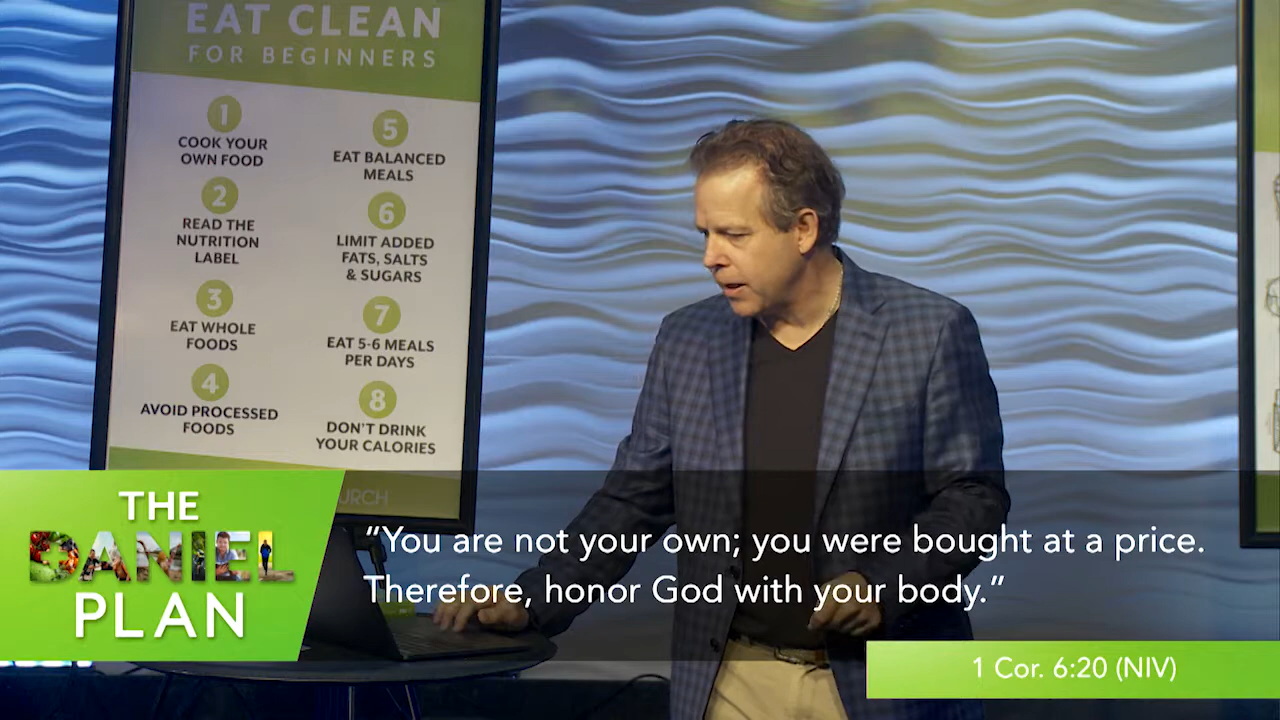 EAT CLEAN
FOR BEGINNERS
1
COOK YOUR
OWN FOOD
2
READ THE
NUTRITION
LABEL
3
EAT WHOLE
FOODS
4
AVOID PROCESSED
FOODS
5
EAT BALANCED
MEALS
6
LIMIT ADDED
FATS, SALTS
& SUGARS
7
EAT 5-6 MEALS
PER DAYS
8
DON'T DRINK
YOUR CALORIES
THE
DANIEL
PLAN
“You are not your own; you were bought at a price.
Therefore, honor God with your body.”
1 Cor. 6:20 (NIV)